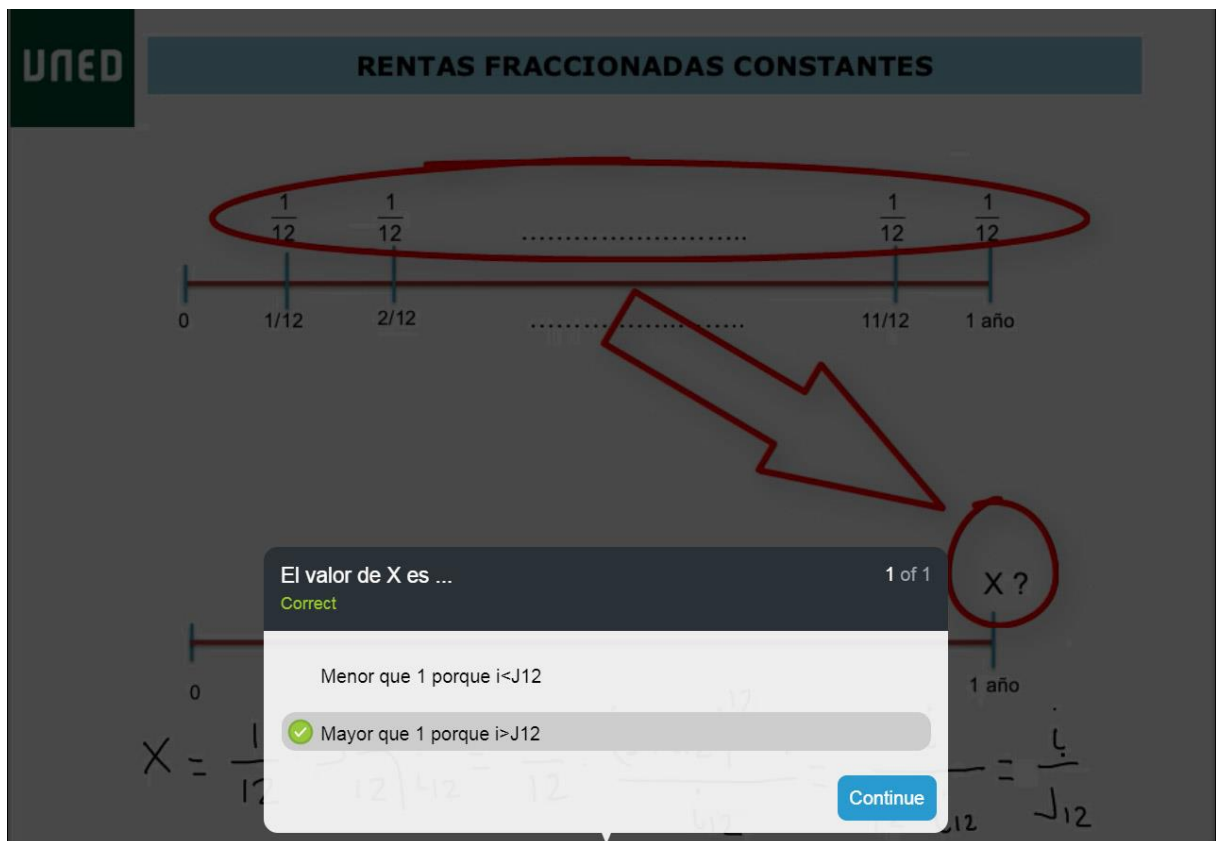 UNED
RENTAS FRACCIONADAS CONSTANTES
1/12 1/12 ............................ 1/12 1/12
0 1/12 2/12 ............................ 11/12 1 año
X ?
El valor de X es ... 1 of 1
Correct
Menor que 1 porque i<J12
Mayor que 1 porque i>J12
Continue
0 1 año
X = 1/12 = 1/12 · = = i/J12